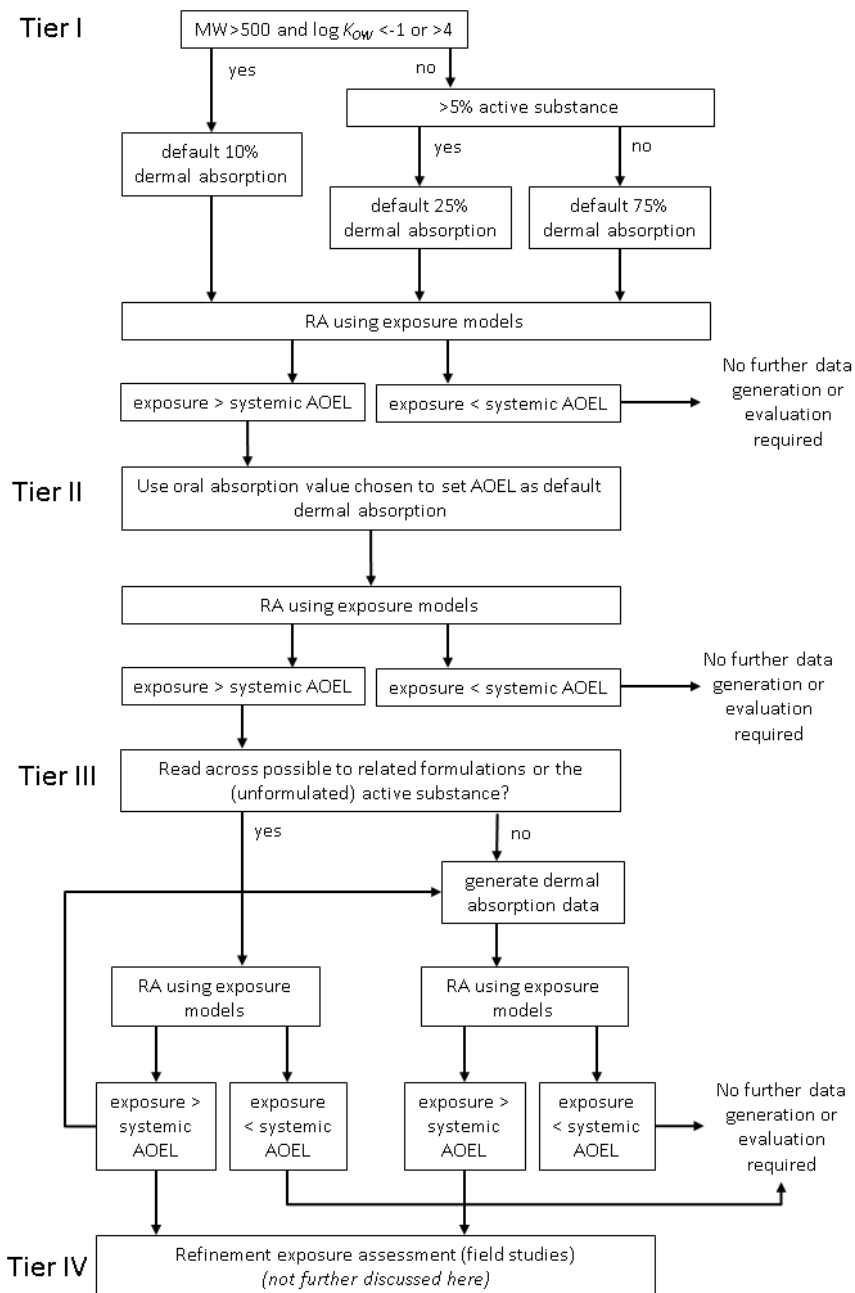 Tier I
MW>500 and log K_OW <-1 or >4
yes
no
>5% active substance
default 10%
dermal absorption
yes
no
default 25%
dermal absorption
default 75%
dermal absorption
RA using exposure models
exposure > systemic AOEL
exposure < systemic AOEL
No further data
generation or
evaluation
required
Tier II
Use oral absorption value chosen to set AOEL as default
dermal absorption
RA using exposure models
exposure > systemic AOEL
exposure < systemic AOEL
No further data
generation or
evaluation
required
Tier III
Read across possible to related formulations or the
(unformulated) active substance?
yes
no
generate dermal
absorption data
RA using exposure
models
RA using exposure
models
exposure >
systemic
AOEL
exposure
< systemic
AOEL
exposure >
systemic
AOEL
exposure
< systemic
AOEL
No further data
generation or
evaluation
required
Tier IV
Refinement exposure assessment (field studies)
(not further discussed here)